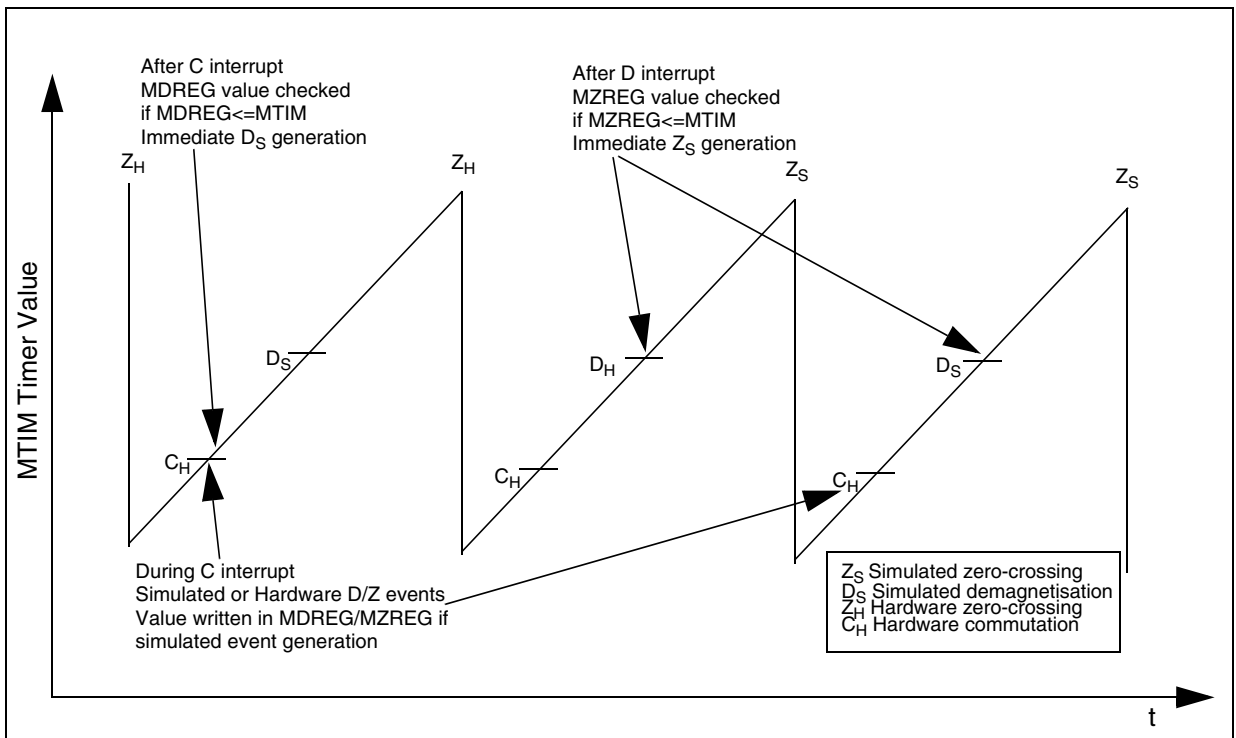 After C interrupt
MDREG value checked
if MDREG<=MTIM
Immediate DS generation
After D interrupt
MZREG value checked
if MZREG<=MTIM
Immediate ZS generation
ZH
ZH
ZS
ZS
MTIM Timer Value
DS
DH
DS
CH
CH
CH
During C interrupt
Simulated or Hardware D/Z events
Value written in MDREG/MZREG if
simulated event generation
ZS Simulated zero-crossing
DS Simulated demagnetisation
ZH Hardware zero-crossing
CH Hardware commutation
t